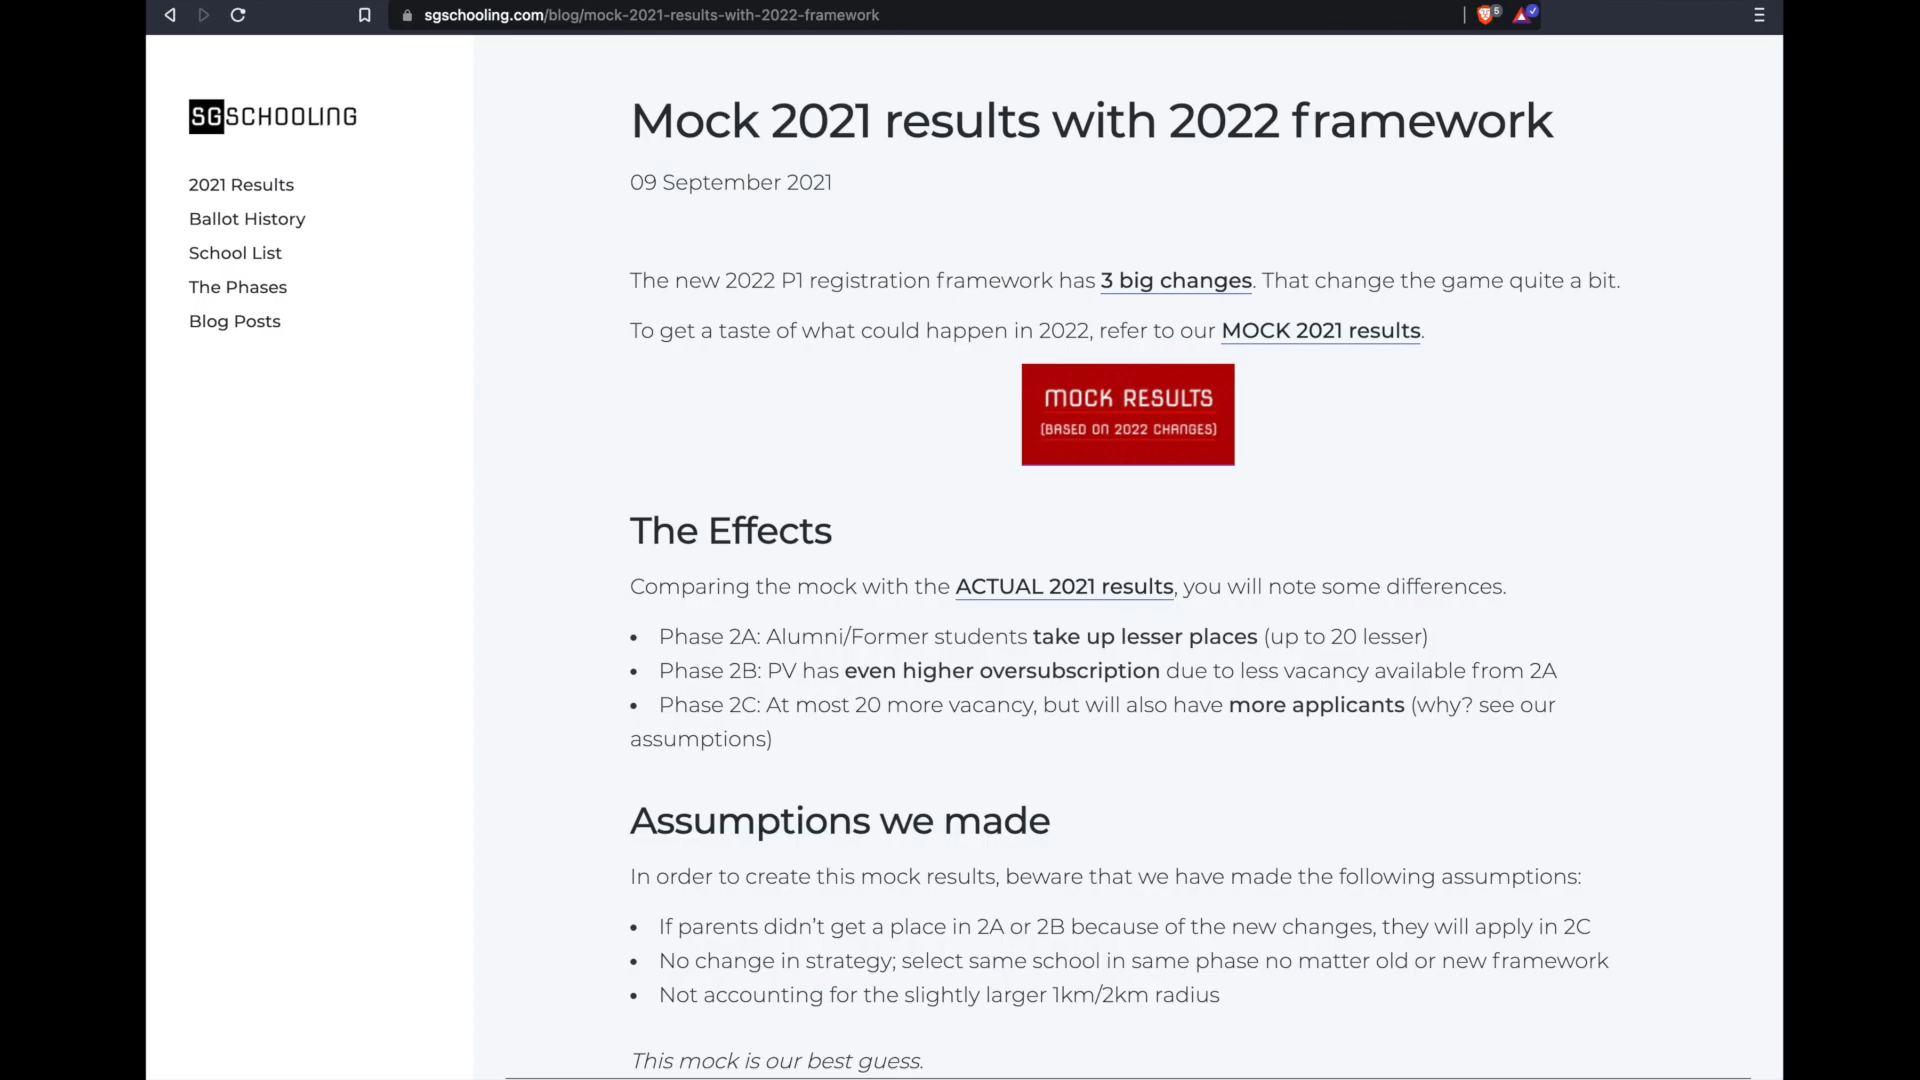 sgschooling.com/blog/mock-2021-results-with-2022-framework
5
SGSCHOOLING
2021 Results
Ballot History
School List
The Phases
Blog Posts
Mock 2021 results with 2022 framework
09 September 2021
The new 2022 P1 registration framework has 3 big changes. That change the game quite a bit.
To get a taste of what could happen in 2022, refer to our MOCK 2021 results.
MOCK RESULTS
(BASED ON 2022 CHANGES)
The Effects
Comparing the mock with the ACTUAL 2021 results, you will note some differences.
• Phase 2A: Alumni/Former students take up lesser places (up to 20 lesser)
• Phase 2B: PV has even higher oversubscription due to less vacancy available from 2A
• Phase 2C: At most 20 more vacancy, but will also have more applicants (why? see our
assumptions)
Assumptions we made
In order to create this mock results, beware that we have made the following assumptions:
• If parents didn’t get a place in 2A or 2B because of the new changes, they will apply in 2C
• No change in strategy; select same school in same phase no matter old or new framework
• Not accounting for the slightly larger 1km/2km radius
This mock is our best guess.